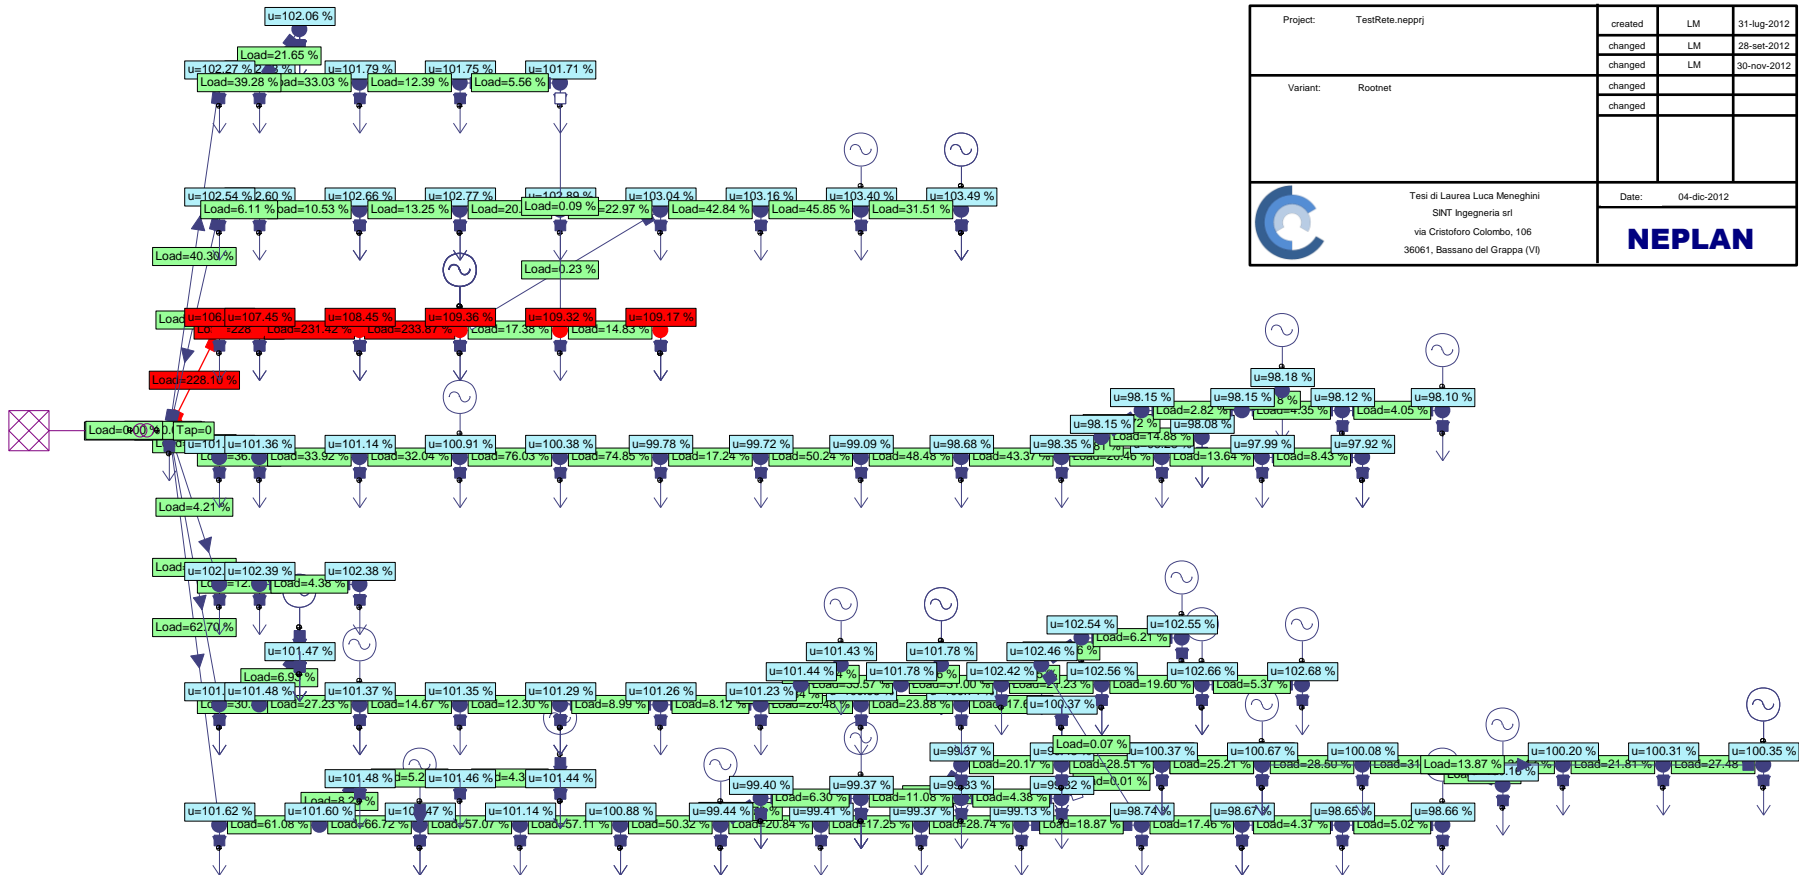 u=102.06 %
Load=21.65 %
u=102.27 %
u=101.79 %
u=101.75 %
u=101.71 %
Load=39.28 %
Load=12.39 %
Load=5.56 %
Project: TestRete.nepprj
created LM 31-lug-2012
changed LM 28-set-2012
changed LM 30-nov-2012
Variant: Rootnet
changed
changed
Tesi di Laurea Luca Meneghini
SINT Ingegneria srl
via Cristoforo Colombo, 106
36061, Bassano del Grappa (VI)
Date: 04-dic-2012
NEPLAN
u=102.54 %
u=102.66 %
u=102.77 %
u=103.04 %
u=103.16 %
u=103.40 %
u=103.49 %
Load=6.11 %
Load=13.25 %
Load=0.09 %
Load=42.84 %
Load=45.85 %
Load=31.51 %
Load=40.30 %
Load=0.23 %
u=107.45 %
u=108.45 %
u=109.36 %
u=109.32 %
u=109.17 %
Load=231.42 %
Load=233.87 %
Load=17.38 %
Load=14.83 %
Load=228.10 %
u=98.18 %
u=98.15 %
u=98.15 %
u=98.12 %
u=98.10 %
Load=2.82 %
Load=4.05 %
u=98.15 %
u=98.08 %
Load=14.88 %
Tap=0
u=101.36 %
u=101.14 %
u=100.91 %
u=100.38 %
u=99.78 %
u=99.72 %
u=99.09 %
u=98.68 %
u=98.35 %
u=97.99 %
u=97.92 %
Load=33.92 %
Load=32.04 %
Load=76.03 %
Load=74.85 %
Load=17.24 %
Load=50.24 %
Load=48.48 %
Load=13.64 %
Load=8.43 %
Load=4.21 %
u=102.39 %
u=102.38 %
Load=4.38 %
Load=62.70 %
u=101.47 %
u=101.43 %
u=101.78 %
u=102.54 %
u=102.55 %
Load=6.21 %
u=102.46 %
u=101.44 %
u=101.78 %
u=102.42 %
u=102.56 %
u=102.66 %
u=102.68 %
Load=19.60 %
Load=5.37 %
u=101.48 %
u=101.37 %
u=101.35 %
u=101.29 %
u=101.26 %
u=101.23 %
Load=27.23 %
Load=14.67 %
Load=12.30 %
Load=8.99 %
Load=8.12 %
Load=23.88 %
u=100.37 %
Load=0.07 %
u=99.37 %
u=100.37 %
u=100.67 %
u=100.08 %
u=100.20 %
u=100.31 %
u=100.35 %
Load=20.17 %
Load=28.51 %
Load=25.21 %
Load=13.87 %
u=101.48 %
u=101.46 %
u=101.44 %
u=99.40 %
u=99.37 %
Load=6.30 %
Load=11.08 %
Load=4.38 %
u=101.62 %
u=101.60 %
u=101.14 %
u=100.88 %
u=99.44 %
u=99.41 %
u=99.37 %
u=99.13 %
u=98.74 %
u=98.67 %
u=98.65 %
u=98.66 %
Load=61.08 %
Load=66.72 %
Load=57.07 %
Load=57.11 %
Load=50.32 %
Load=20.84 %
Load=17.25 %
Load=28.74 %
Load=18.87 %
Load=17.46 %
Load=4.37 %
Load=5.02 %